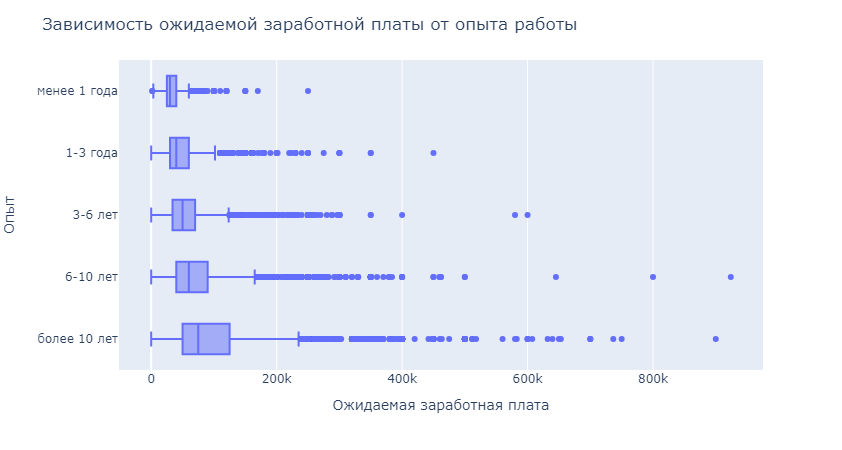 Зависимость ожидаемой заработной платы от опыта работы
Опыт
менее 1 года
1-3 года
3-6 лет
6-10 лет
более 10 лет
0 200k 400k 600k 800k
Ожидаемая заработная плата